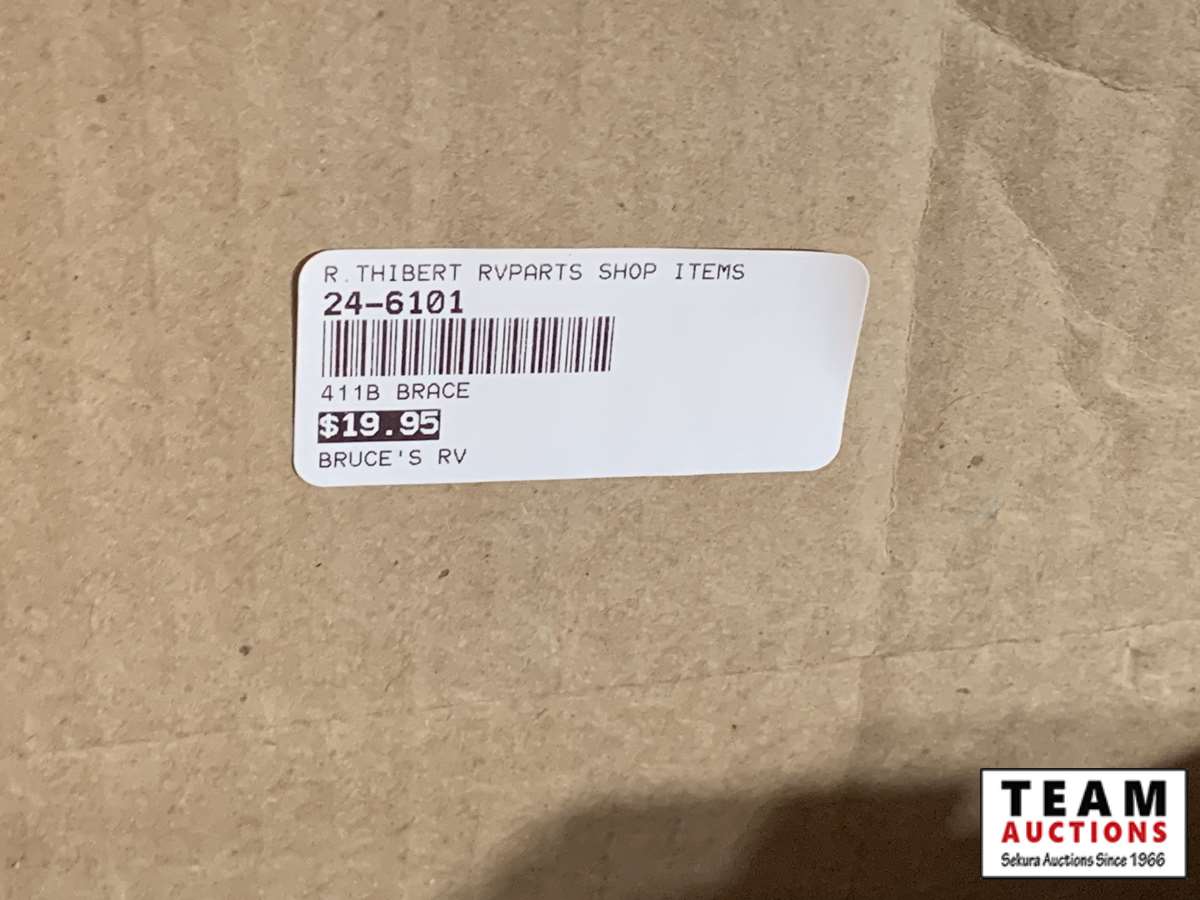 R.THIBERT RVPARTS SHOP ITEMS
24-6101
411B BRACE
$19.95
BRUCE'S RV
TEAM
AUCTIONS
Sekura Auctions Since 1966